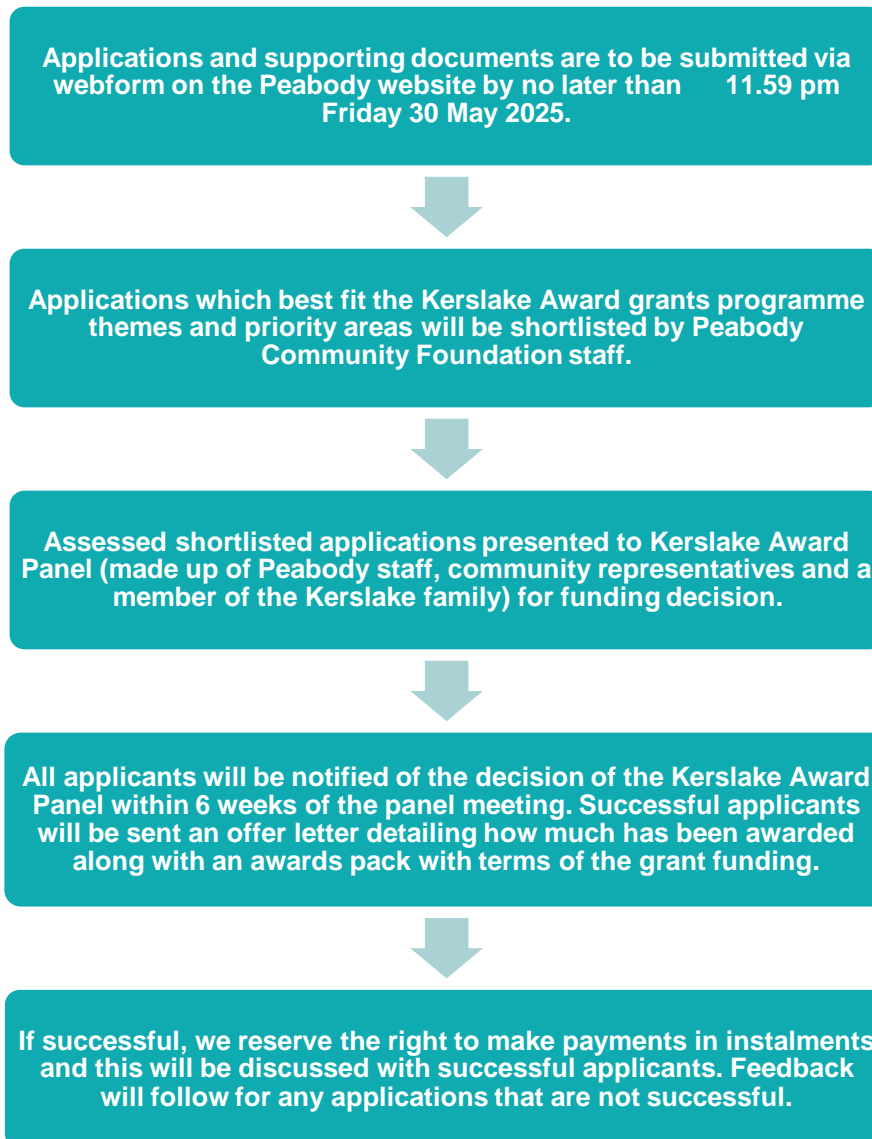 Applications and supporting documents are to be submitted via
webform on the Peabody website by no later than 11.59 pm
Friday 30 May 2025.
Applications which best fit the Kerslake Award grants programme
themes and priority areas will be shortlisted by Peabody
Community Foundation staff.
Assessed shortlisted applications presented to Kerslake Award
Panel (made up of Peabody staff, community representatives and a
member of the Kerslake family) for funding decision.
All applicants will be notified of the decision of the Kerslake Award
Panel within 6 weeks of the panel meeting. Successful applicants
will be sent an offer letter detailing how much has been awarded
along with an awards pack with terms of the grant funding.
If successful, we reserve the right to make payments in instalments
and this will be discussed with successful applicants. Feedback
will follow for any applications that are not successful.